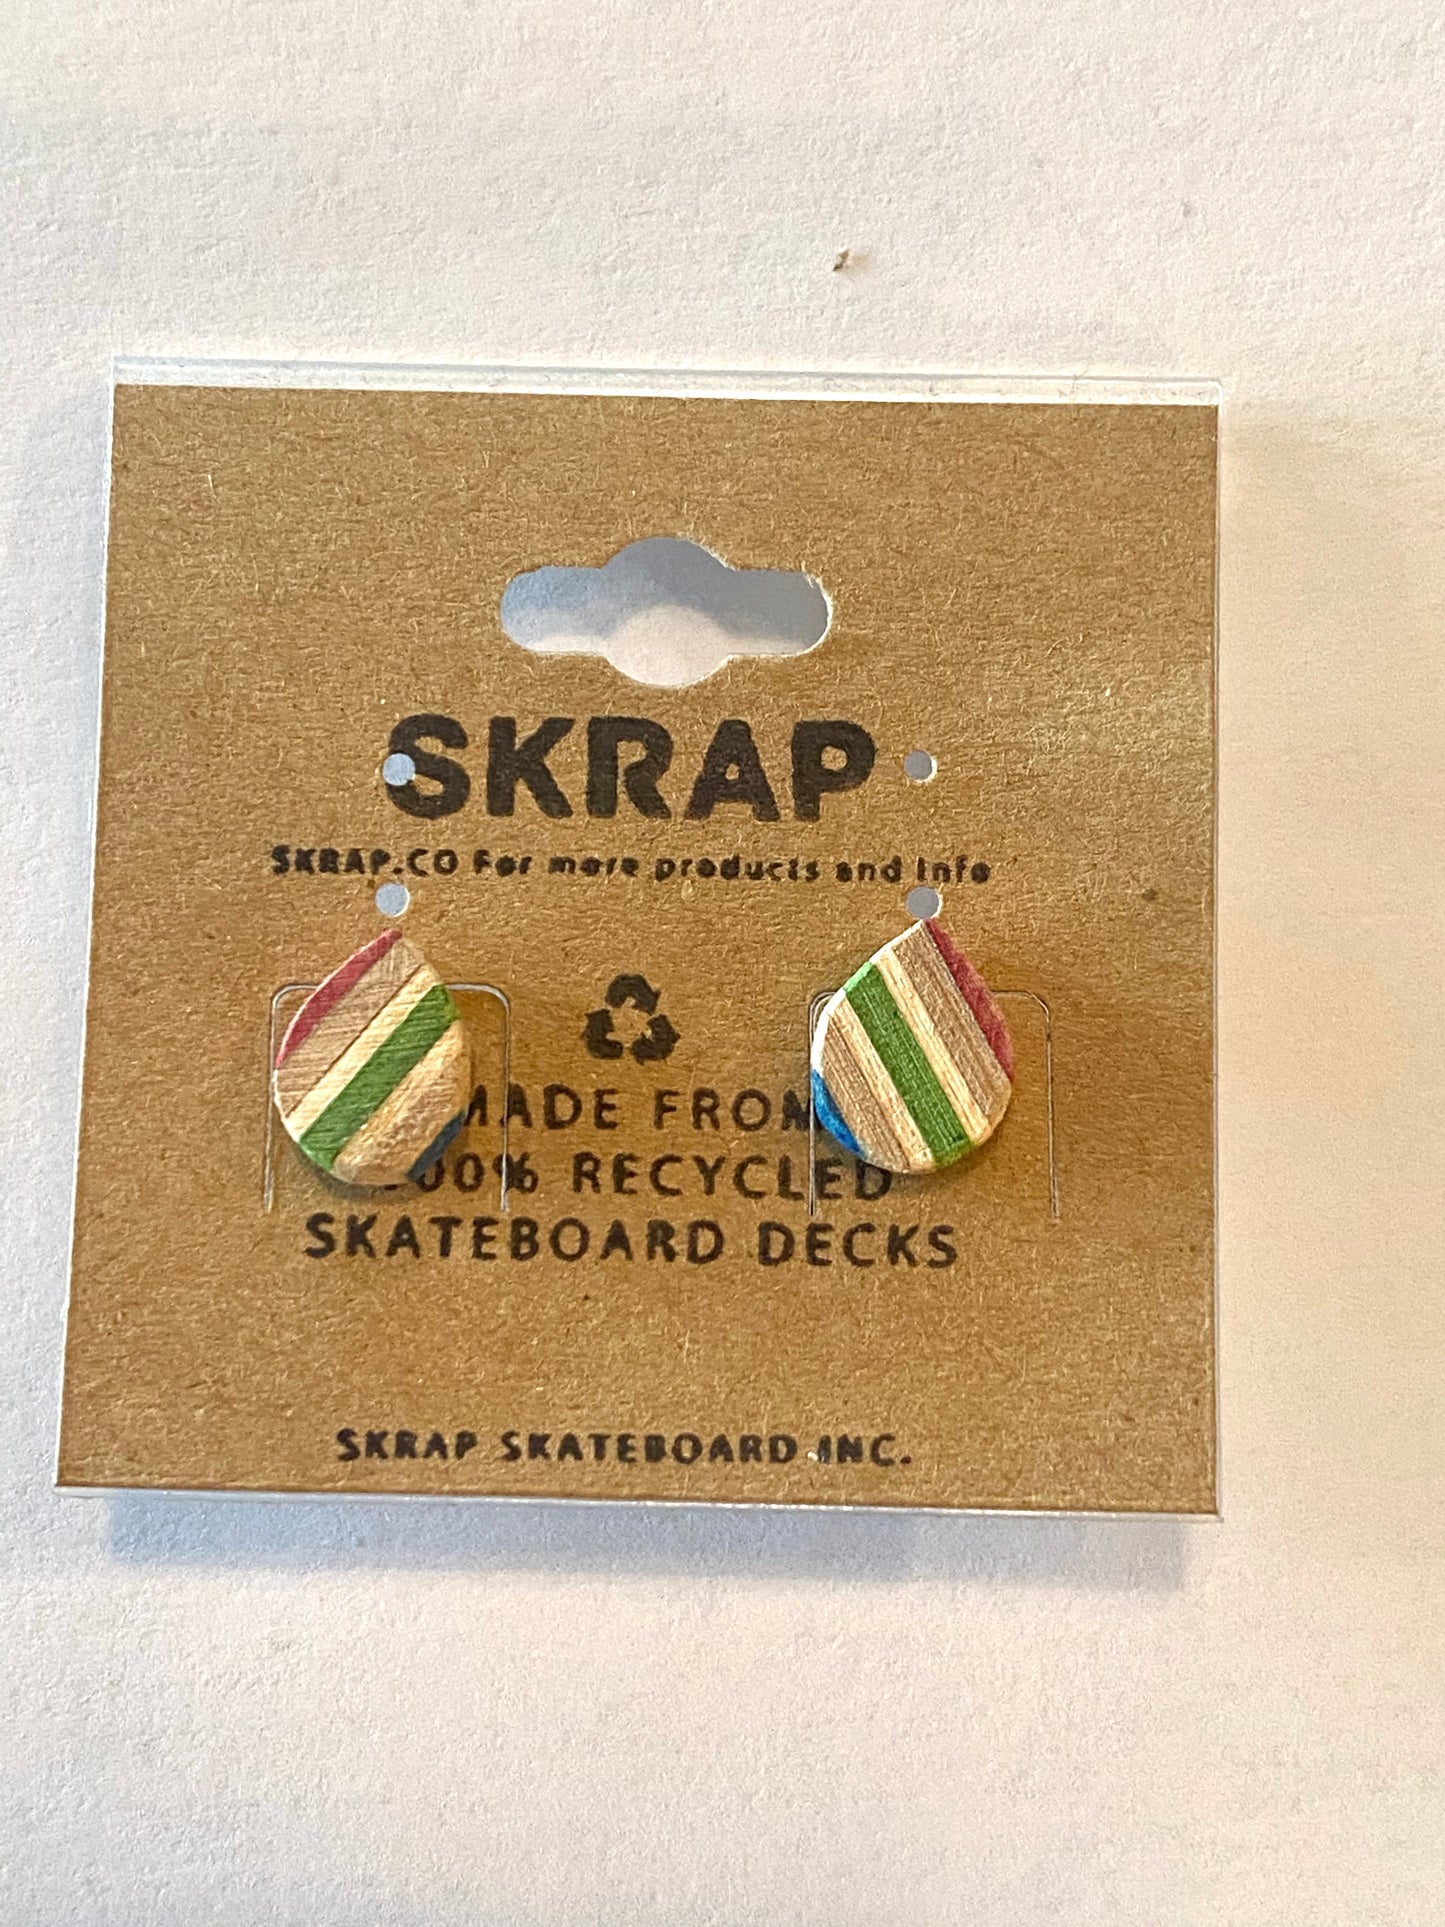 SKRAP
SKRAP.CO For more products and info
MADE FROM
100% RECYCLED
SKATEBOARD DECKS
SKRAP SKATEBOARD INC.